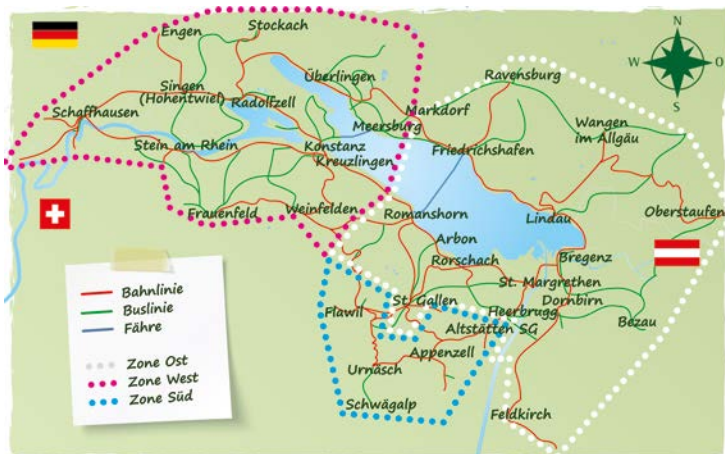 Engen
Stockach
N
W
O
S
Überlingen
Ravensburg
Singen
(Hohentwiel)
Radolfzell
Markdorf
Schaffhausen
Meersburg
Wangen
im Allgäu
Stein am Rhein
Konstanz
Kreuzlingen
Friedrichshafen
Frauenfeld
Weinfelden
Romanshorn
Lindau
Oberstaufen
Arbon
Rorschach
Bregenz
Bahnlinie
Buslinie
Fähre
Zone Ost
Zone West
Zone Süd
St. Margrethen
Dornbirn
Flawil
St. Gallen
Heerbrugg
Altstätten SG
Bezau
Appenzell
Urnäsch
Schwägalp
Feldkirch